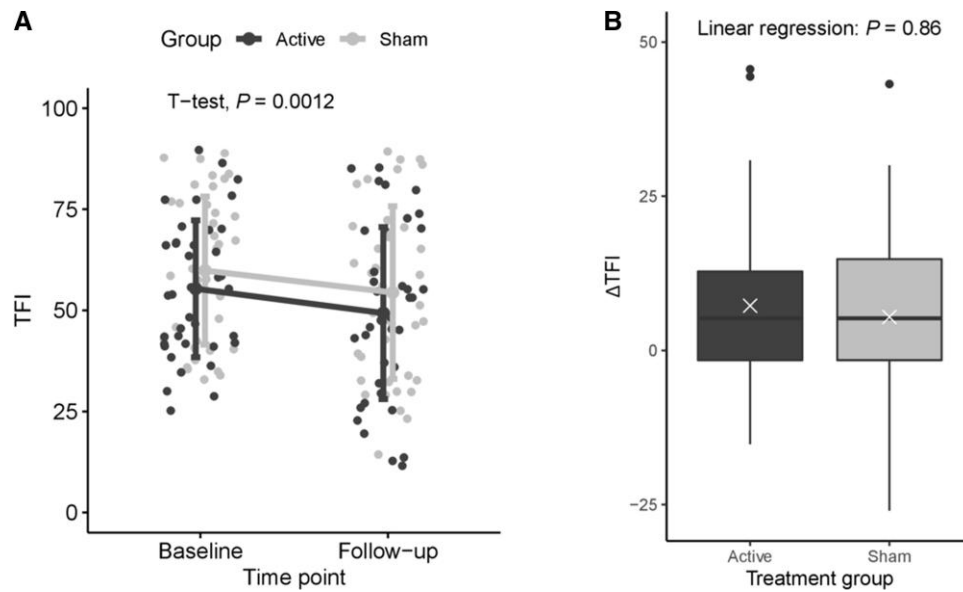 A
Group Active Sham
T-test, P = 0.0012
TFI
100
75
50
25
0
Baseline Follow-up
Time point
B
Linear regression: P = 0.86
ΔTFI
50
25
0
−25
Active Sham
Treatment group